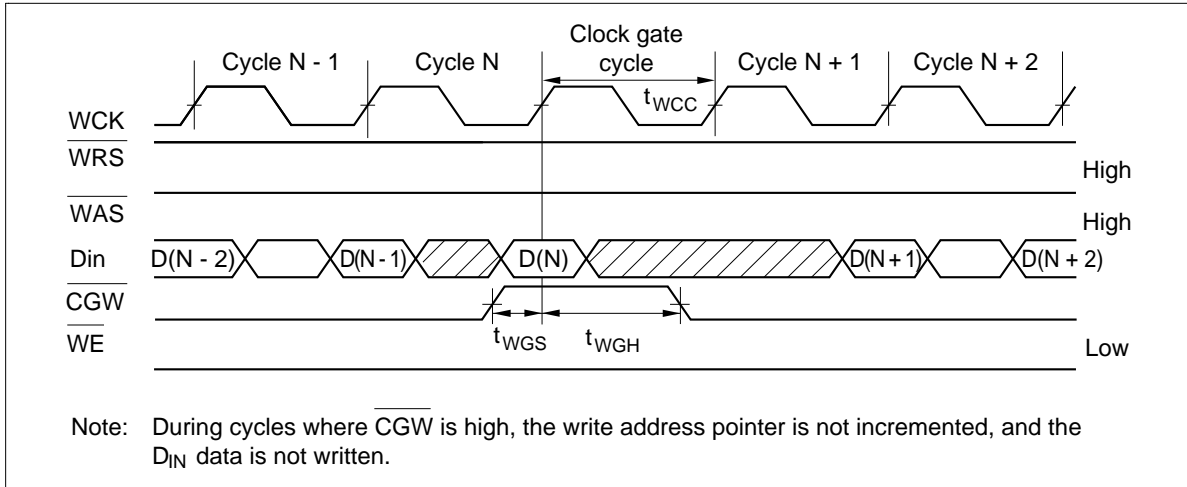 Cycle N - 1 Cycle N Clock gate cycle Cycle N + 1 Cycle N + 2
tWCC
WCK
WRS
High
WAS
High
Din D(N - 2) D(N - 1) D(N) D(N + 1) D(N + 2)
CGW
tWGS tWGH
WE
Low
Note: During cycles where CGW is high, the write address pointer is not incremented, and the
DIN data is not written.